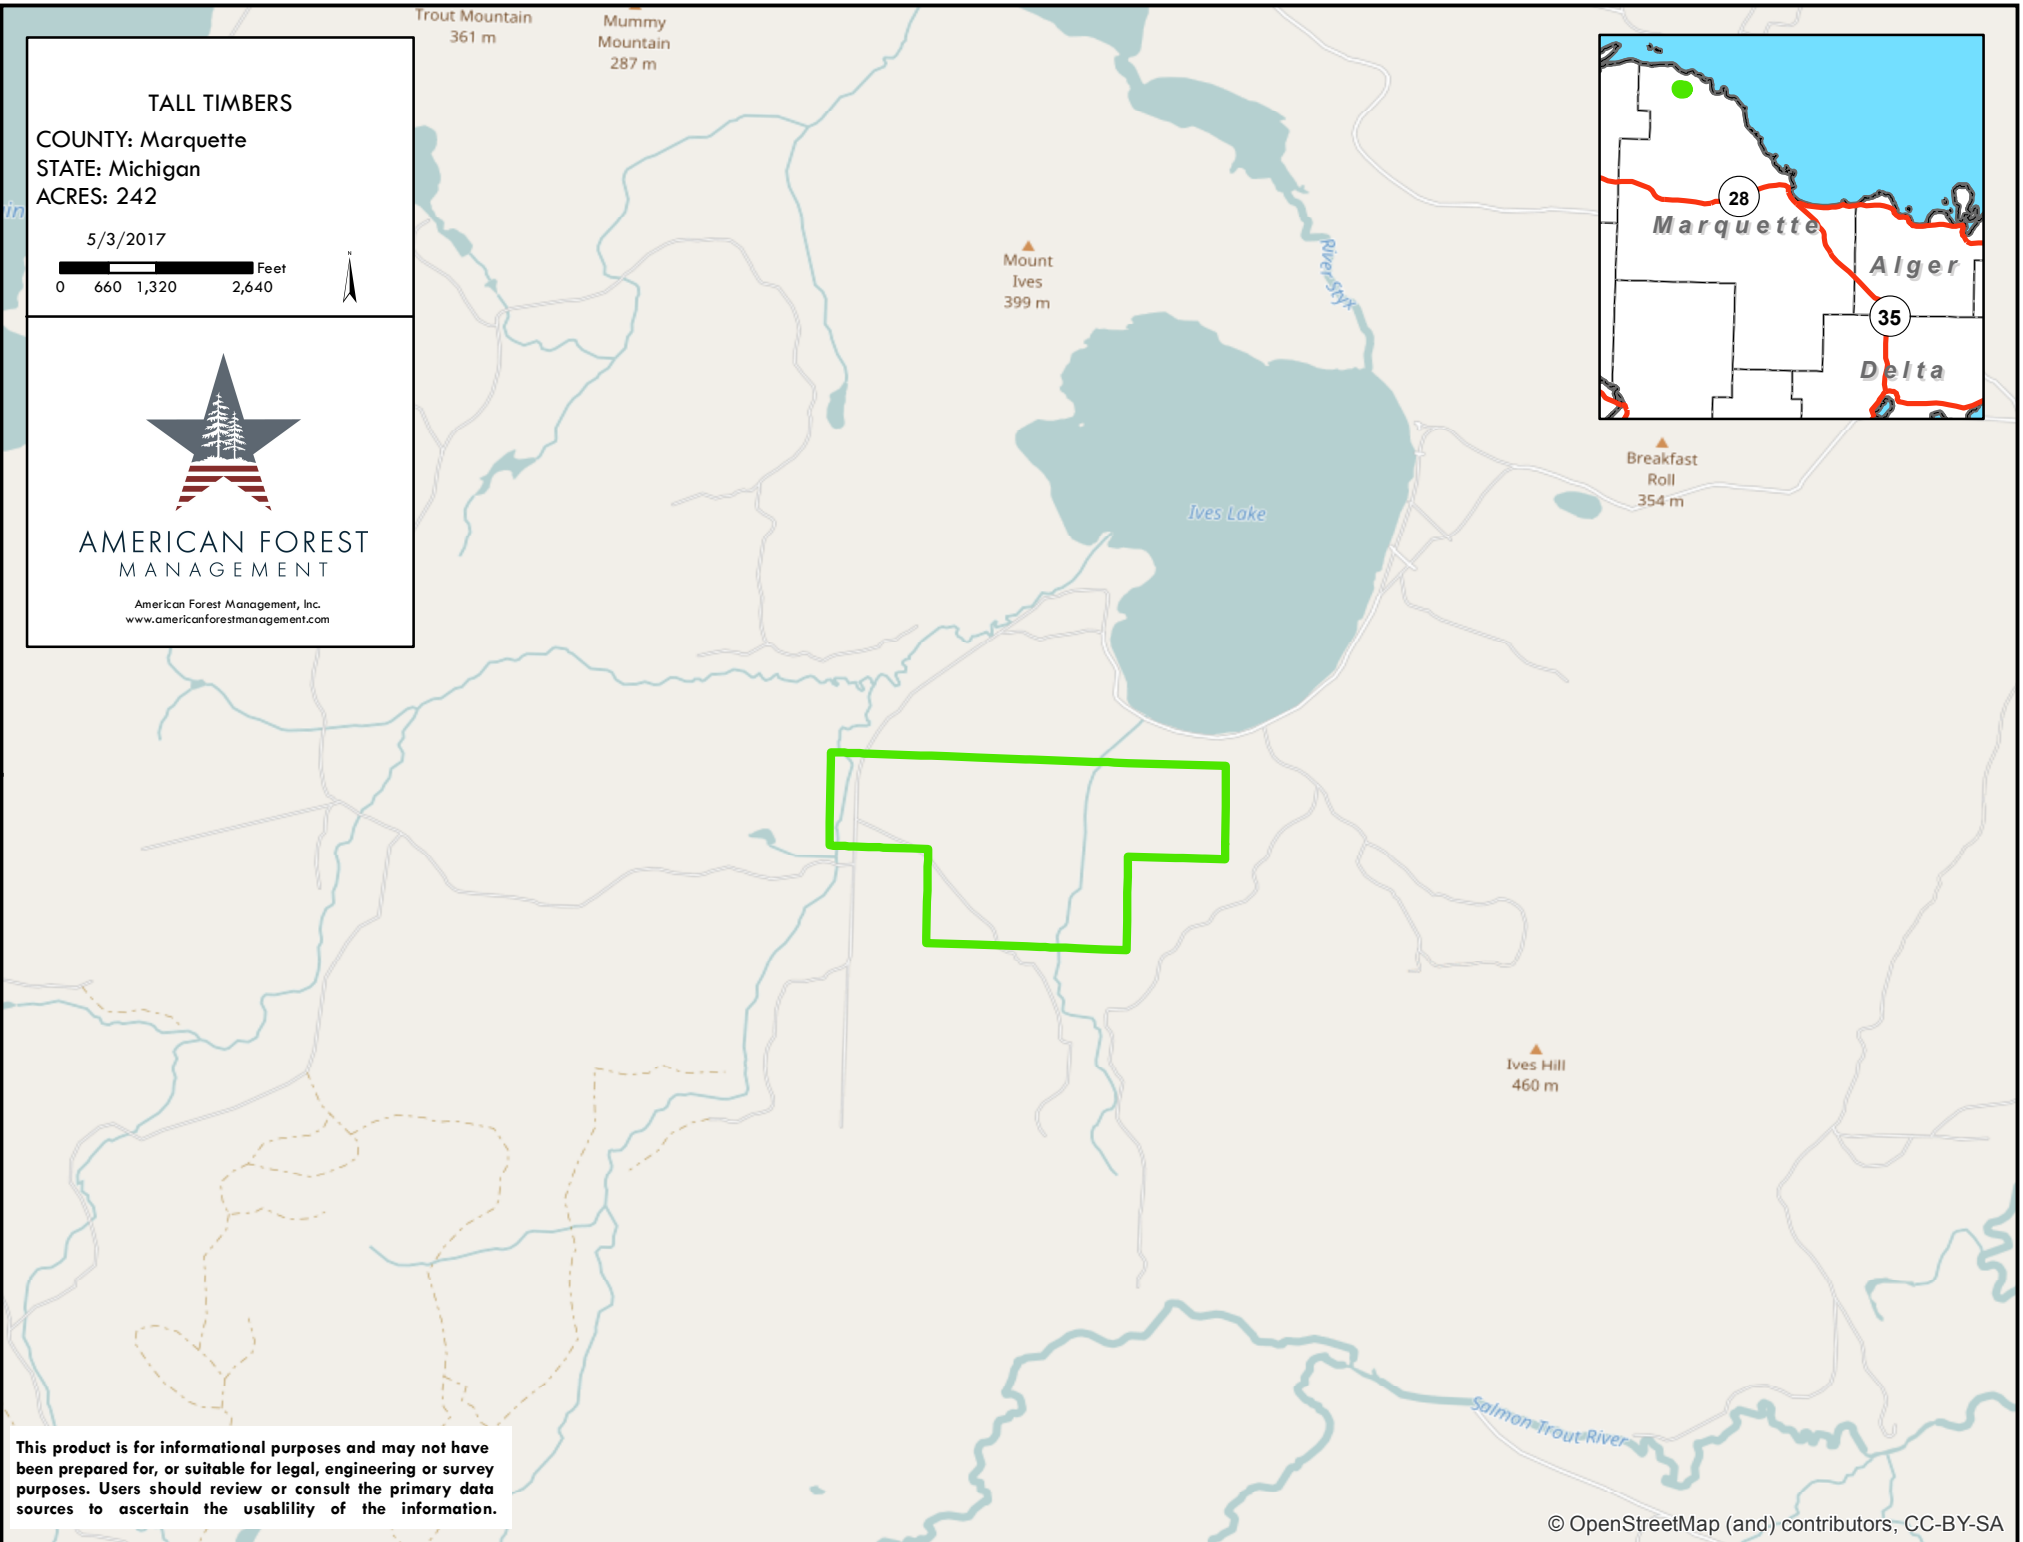 Trout Mountain
361 m
Mummy
Mountain
287 m
TALL TIMBERS
COUNTY: Marquette
STATE: Michigan
ACRES: 242
5/3/2017
Feet
0 660 1,320 2,640
N
AMERICAN FOREST
MANAGEMENT
American Forest Management, Inc.
www.americanforestmanagement.com
28
Marquette
Alger
35
Delta
River Styx
Mount
Ives
399 m
Breakfast
Roll
354 m
Ives Lake
Ives Hill
460 m
Salmon Trout River
This product is for informational purposes and may not have
been prepared for, or suitable for legal, engineering or survey
purposes. Users should review or consult the primary data
sources to ascertain the usablility of the information.
© OpenStreetMap (and) contributors, CC-BY-SA